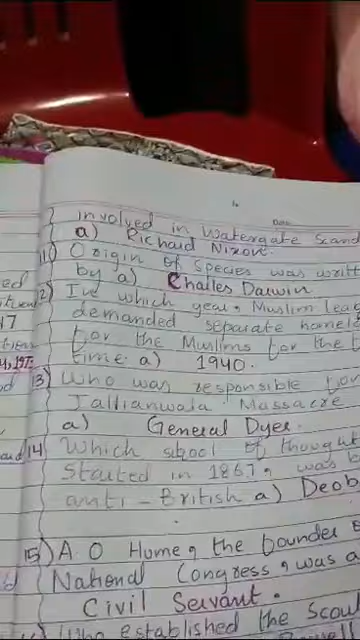 involved in Watergate Scand
a) Richard Nixon.
11) Origin of Species was writt
by a) Charles Darwin
12) In which year, Muslim Leag
demanded separate homel
for the Muslims for the f
time. a) 1940.
13) Who was responsible for
Jallianwala Massacre
a) General Dyer.
14) Which school of thought
Started in 1867, was
anti-British a) Deob
15) A O Hume, the founder
National Congress, was a
Civil Servant.
Who established the Scou